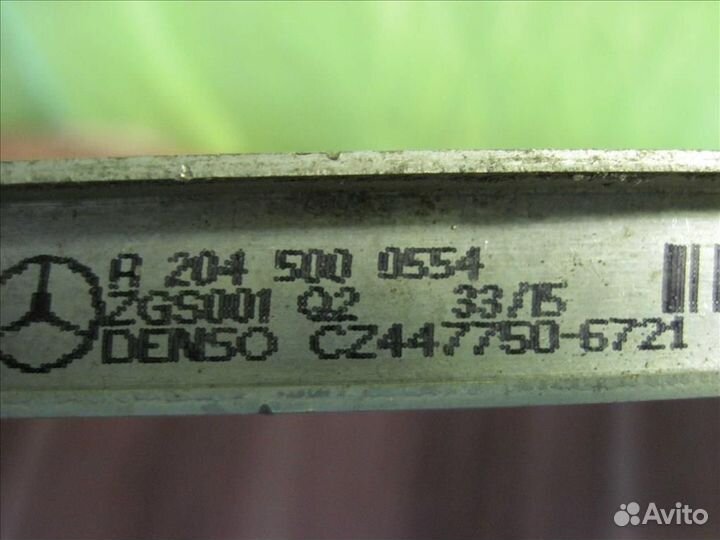 A 204 500 0554
ZGS001 Q2 33/15
DENSO CZ447750-6721
Avito